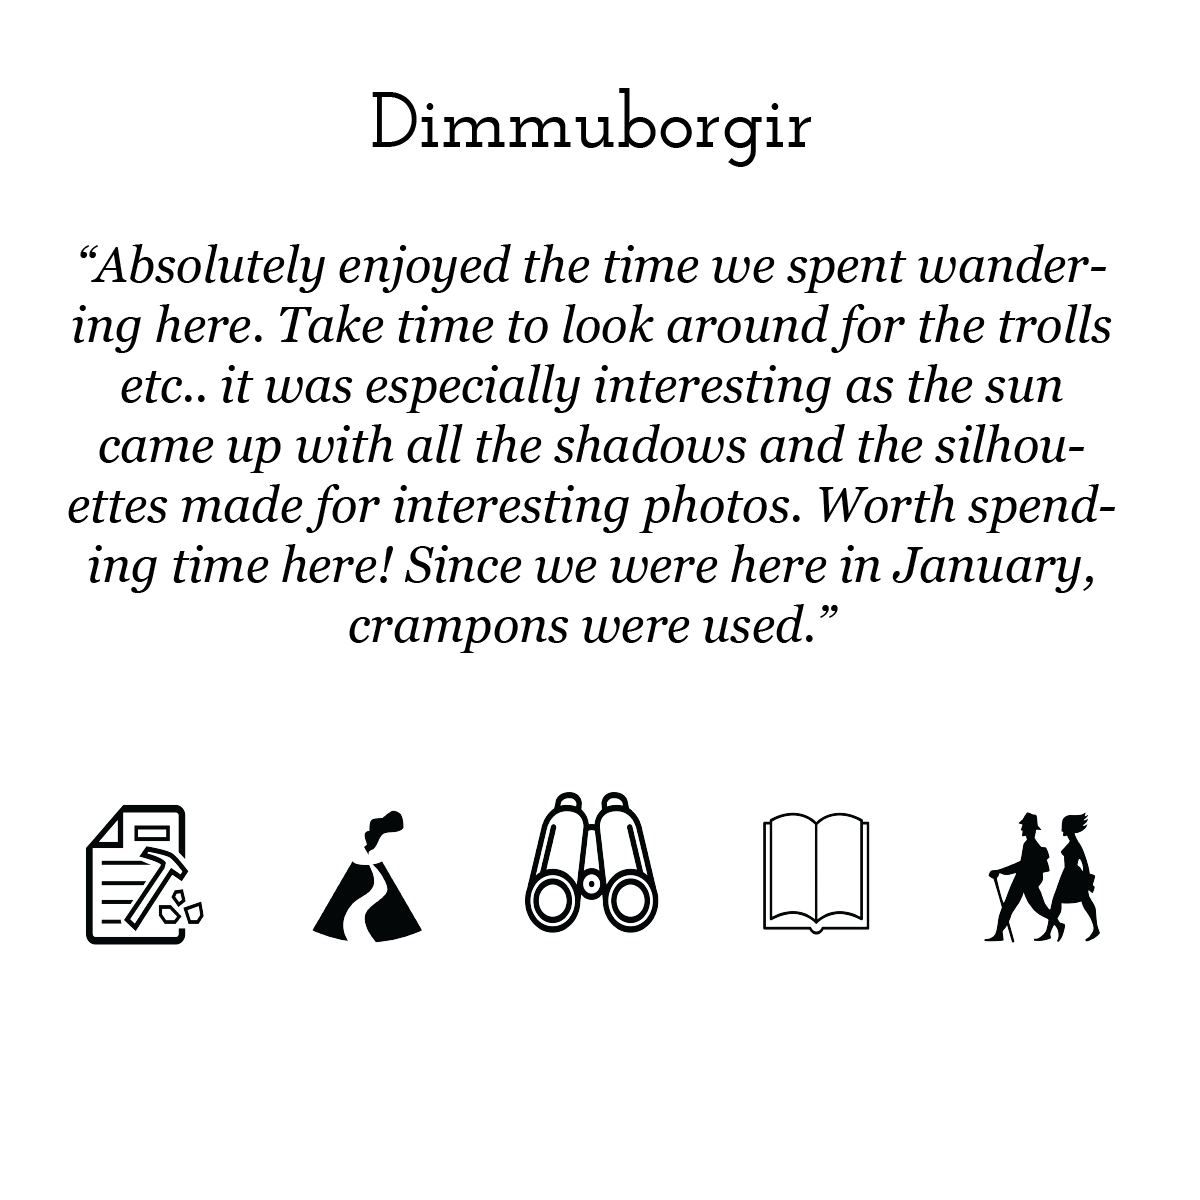 Dimmuborgir
“Absolutely enjoyed the time we spent wander-
ing here. Take time to look around for the trolls
etc.. it was especially interesting as the sun
came up with all the shadows and the silhou-
ettes made for interesting photos. Worth spend-
ing time here! Since we were here in January,
crampons were used.”